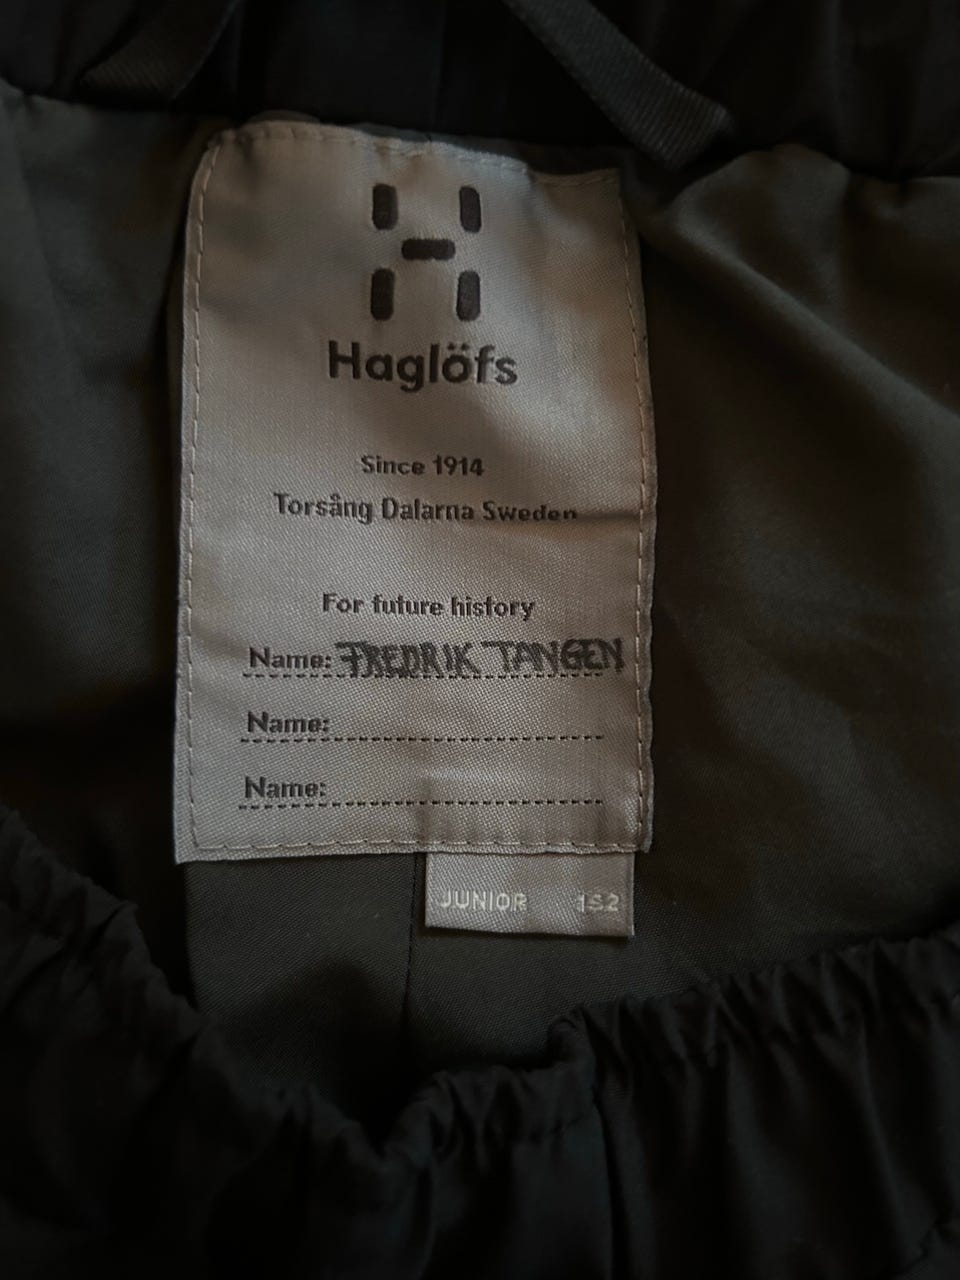 Haglöfs
Since 1914
Torsång Dalarna Sweden
For future history
Name: FREDRIK TANGEN
Name:
Name:
JUNIOR 152